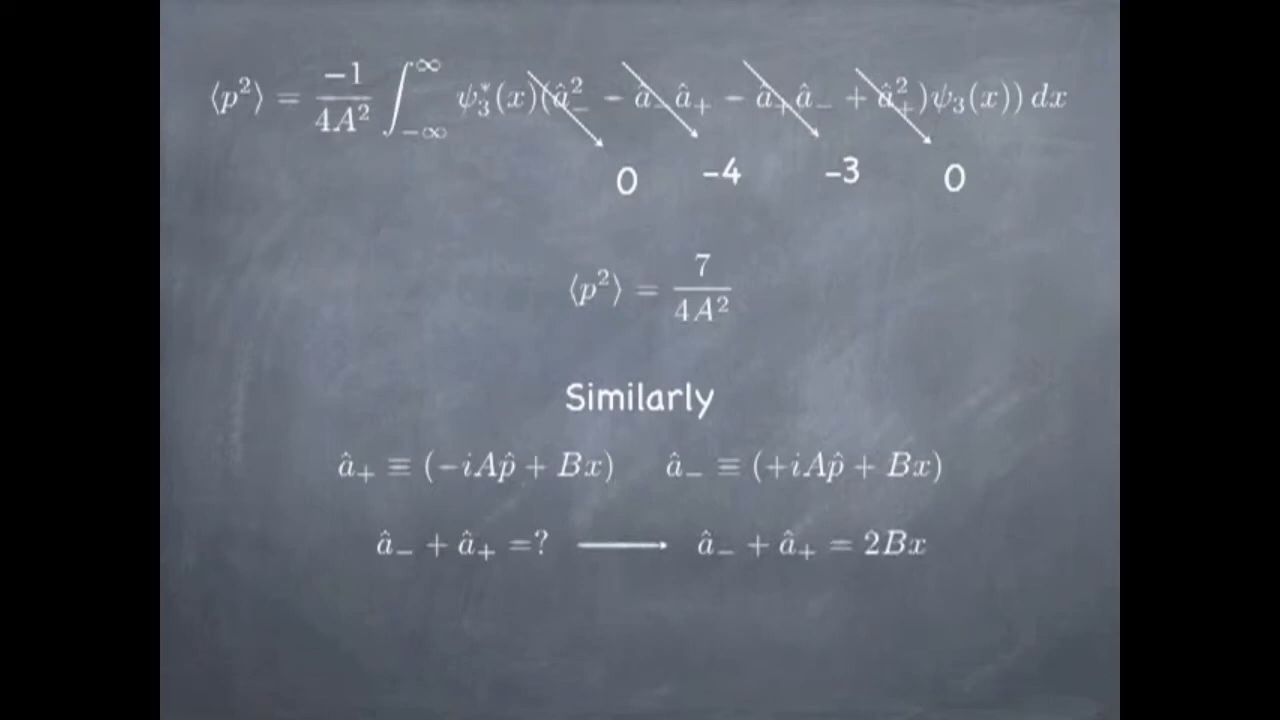 ⟨p²⟩ = −1/4A² ∫_{−∞}^{∞} ψ₃*(x)(â₋² − â₋â₊ − â₊â₋ + â₊²)ψ₃(x)) dx
0 −4 −3 0
⟨p²⟩ = 7/4A²
Similarly
â₊ ≡ (−iAp̂ + Bx) â₋ ≡ (+iAp̂ + Bx)
â₋ + â₊ =? ⟶ â₋ + â₊ = 2Bx